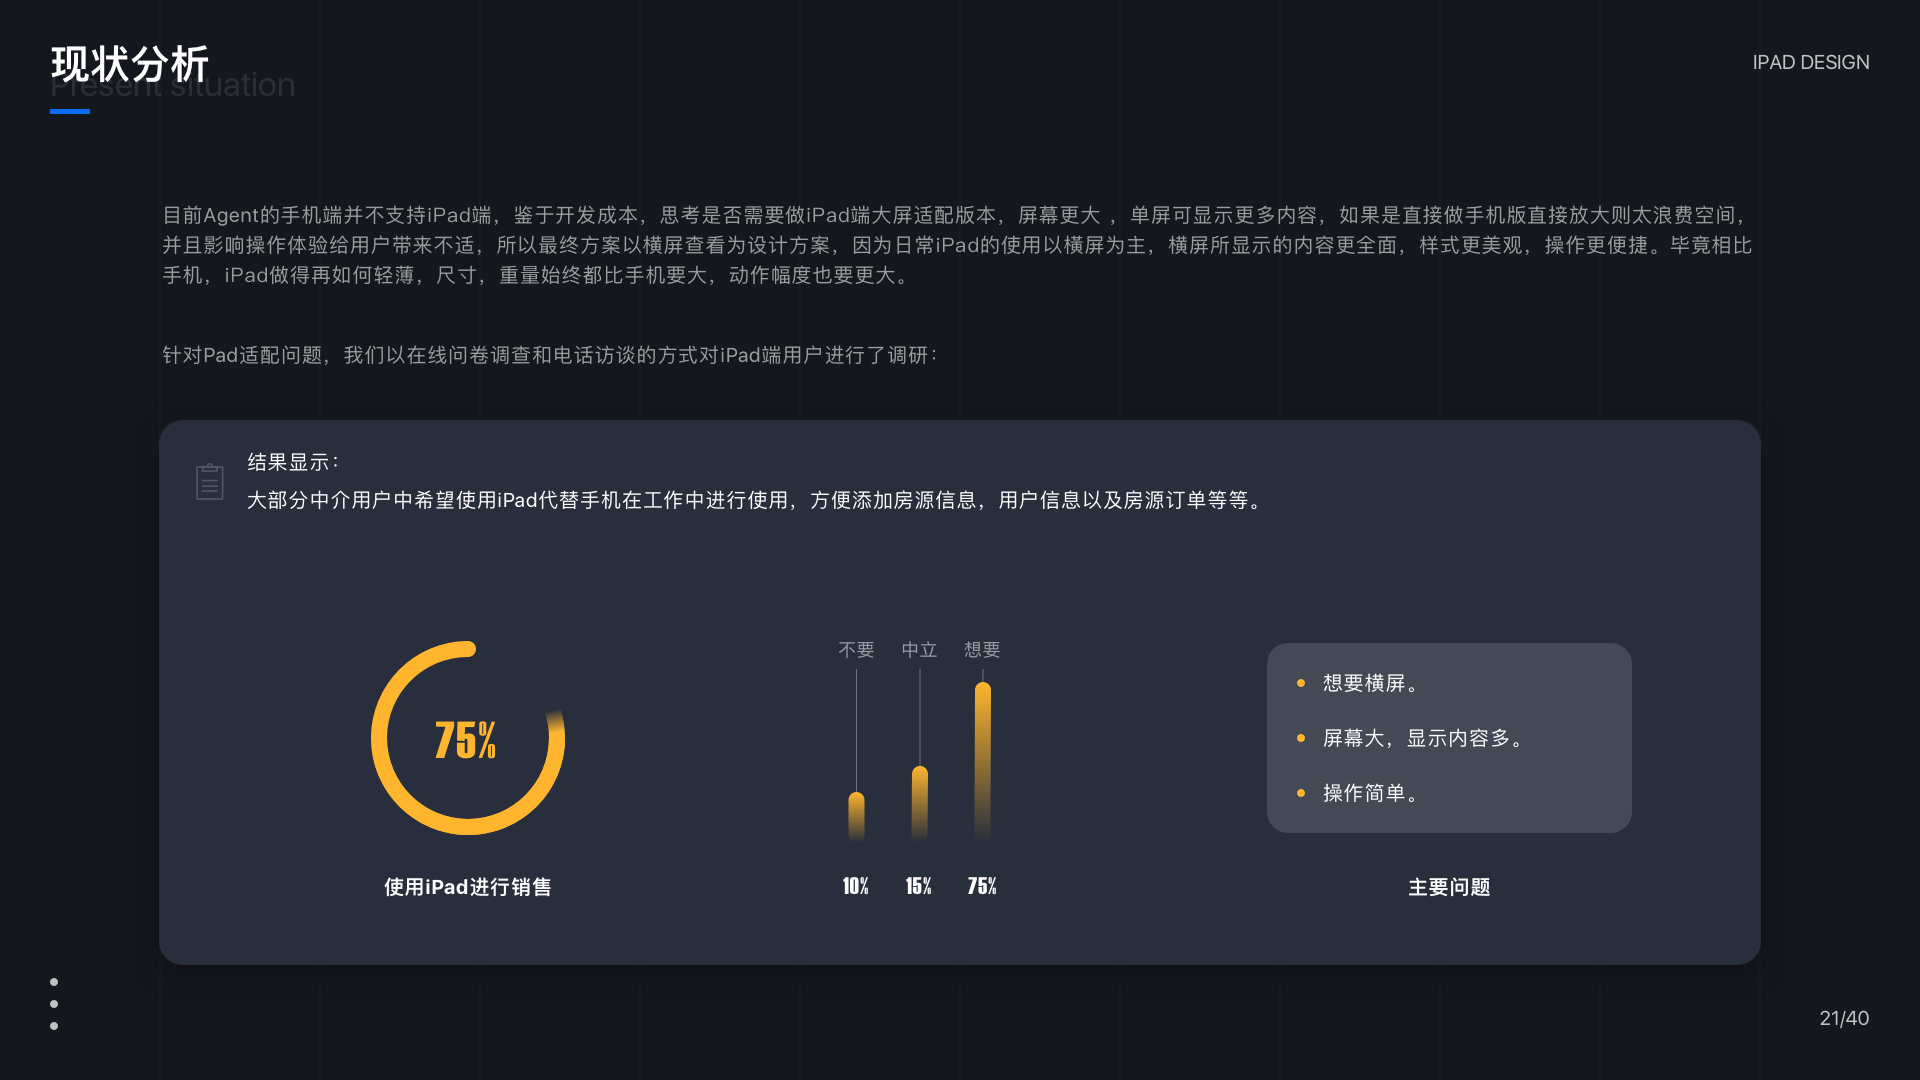 现状分析
Present situation
IPAD DESIGN
目前Agent的手机端并不支持iPad端，鉴于开发成本，思考是否需要做iPad端大屏适配版本，屏幕更大 ，单屏可显示更多内容，如果是直接做手机版直接放大则太浪费空间，
并且影响操作体验给用户带来不适，所以最终方案以横屏查看为设计方案，因为日常iPad的使用以横屏为主，横屏所显示的内容更全面，样式更美观，操作更便捷。毕竟相比
手机，iPad做得再如何轻薄，尺寸，重量始终都比手机要大，动作幅度也要更大。
针对Pad适配问题，我们以在线问卷调查和电话访谈的方式对iPad端用户进行了调研：
结果显示：
大部分中介用户中希望使用iPad代替手机在工作中进行使用，方便添加房源信息，用户信息以及房源订单等等。
75%
使用iPad进行销售
不要 中立 想要
10% 15% 75%
想要横屏。
屏幕大，显示内容多。
操作简单。
主要问题
21/40